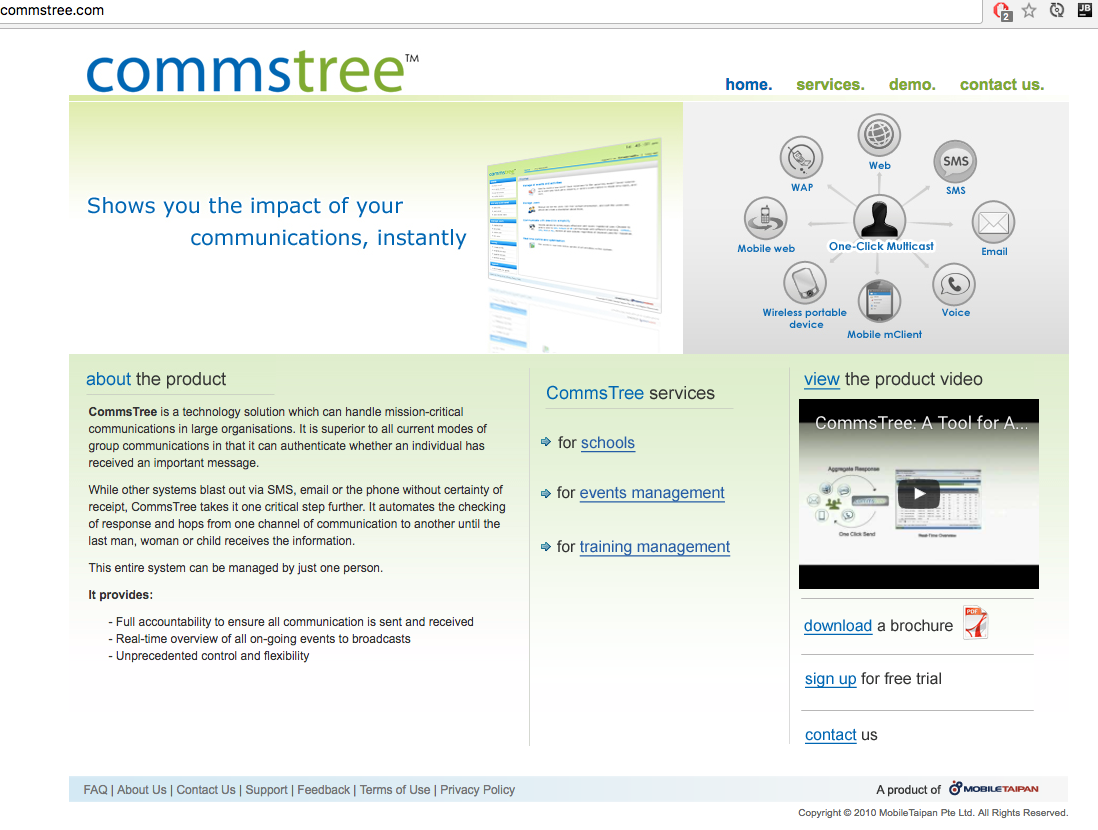 commstree.com
2
JB
commstree™
home. services. demo. contact us.
Shows you the impact of your
communications, instantly
commstree
Web
WAP
SMS
SMS
Mobile web
One-Click Multicast
Email
Wireless portable
device
Mobile mClient
Voice
about the product
CommsTree is a technology solution which can handle mission-critical
communications in large organisations. It is superior to all current modes of
group communications in that it can authenticate whether an individual has
received an important message.
While other systems blast out via SMS, email or the phone without certainty of
receipt, CommsTree takes it one critical step further. It automates the checking
of response and hops from one channel of communication to another until the
last man, woman or child receives the information.
This entire system can be managed by just one person.
It provides:
- Full accountability to ensure all communication is sent and received
- Real-time overview of all on-going events to broadcasts
- Unprecedented control and flexibility
CommsTree services
for schools
for events management
for training management
view the product video
CommsTree: A Tool for A...
Aggregate Response
One Click Send
Real-Time Overview
download a brochure
PDF
sign up for free trial
contact us
FAQ | About Us | Contact Us | Support | Feedback | Terms of Use | Privacy Policy
A product of MOBILETAIPAN
Copyright © 2010 MobileTaipan Pte Ltd. All Rights Reserved.